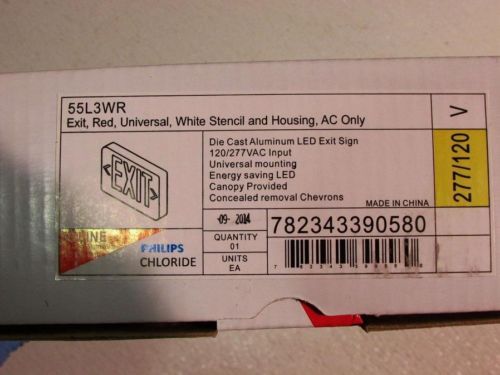 55L3WR
Exit, Red, Universal, White Stencil and Housing, AC Only
V
277/120
EXIT
Die Cast Aluminum LED Exit Sign
120/277VAC Input
Universal mounting
Energy saving LED
Canopy Provided
Concealed removal Chevrons
MADE IN CHINA
09- 2014
QUANTITY
01
UNITS
EA
782343390580
PHILIPS
CHLORIDE